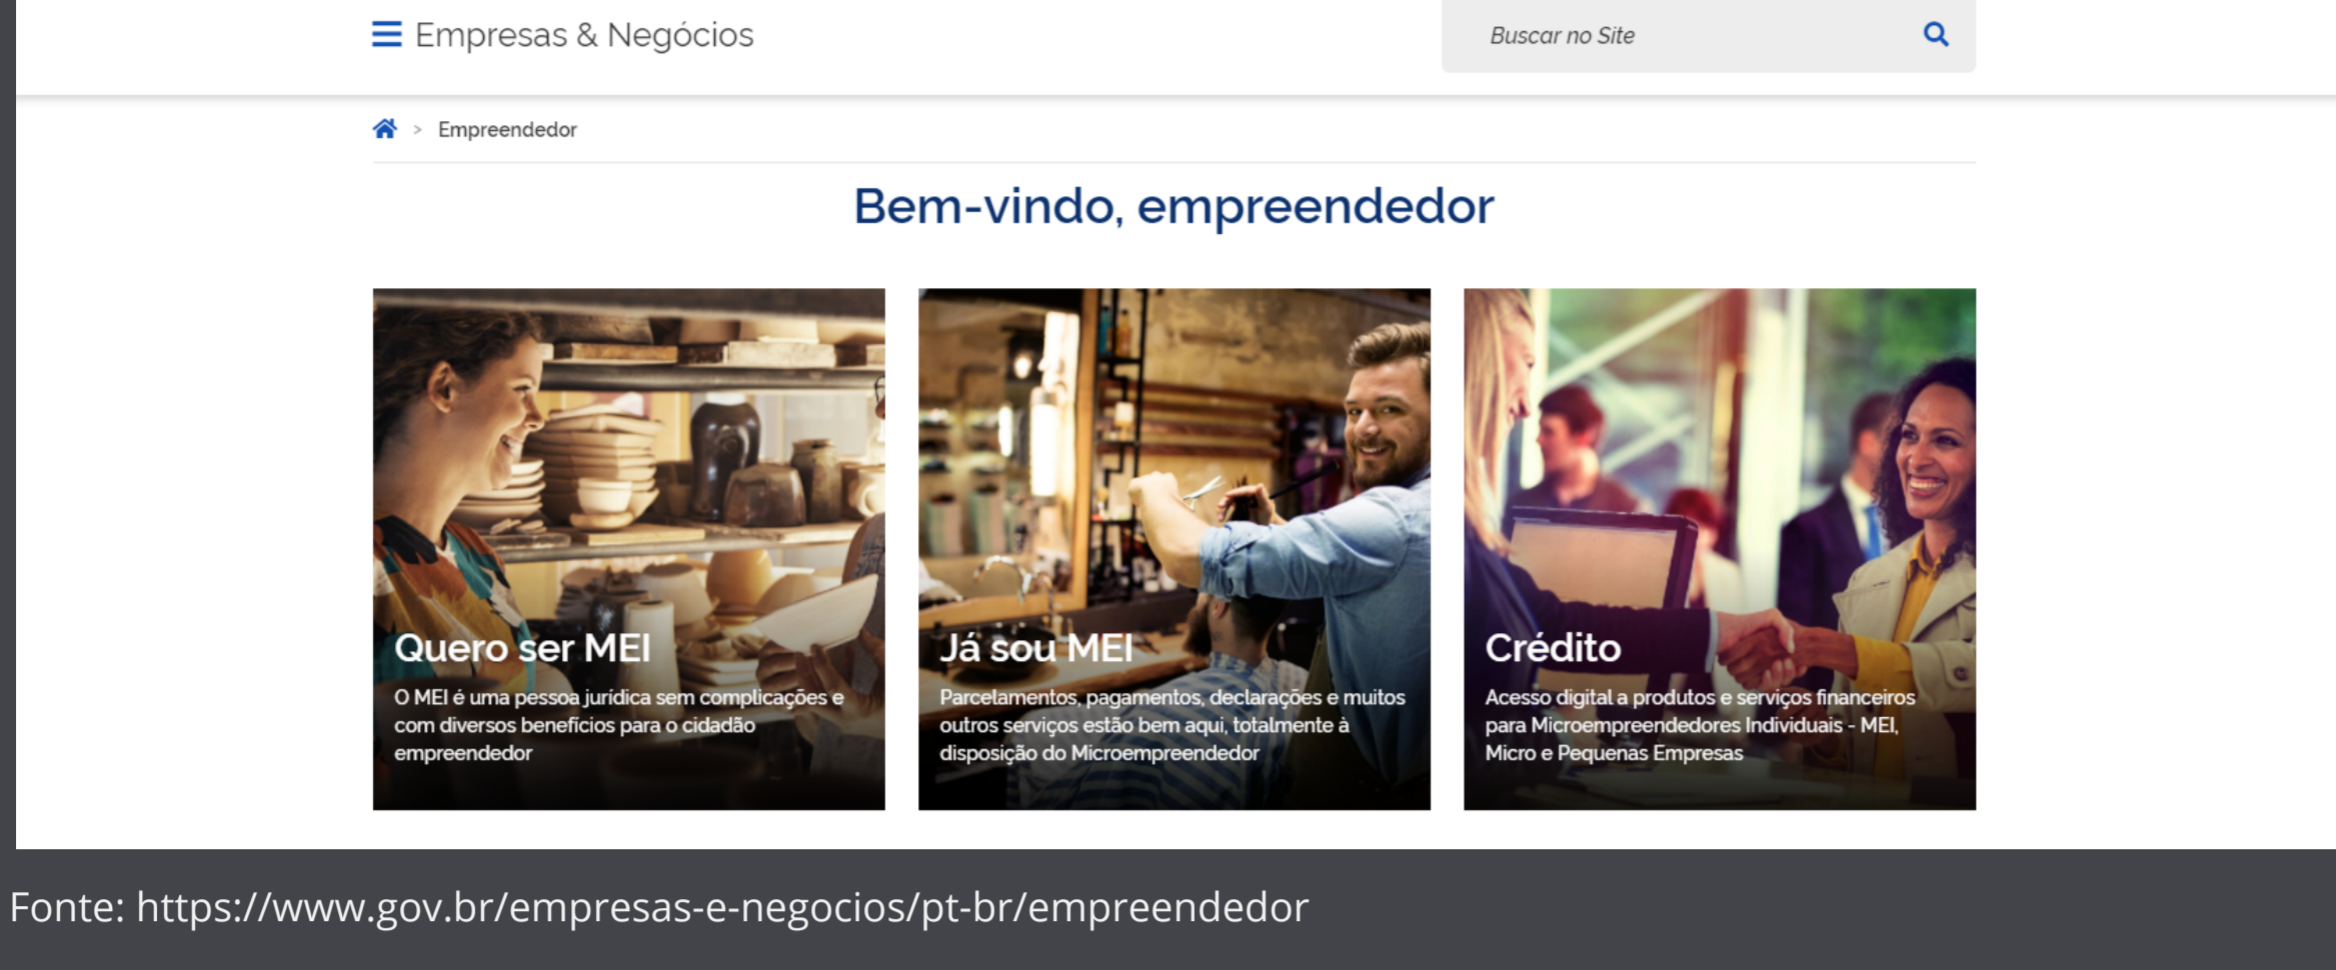 Empresas & Negócios
Buscar no Site
> Empreendedor
Bem-vindo, empreendedor
Quero ser MEI
O MEI é uma pessoa jurídica sem complicações e
com diversos benefícios para o cidadão
empreendedor
Já sou MEI
Parcelamentos, pagamentos, declarações e muitos
outros serviços estão bem aqui, totalmente à
disposição do Microempreendedor
Crédito
Acesso digital a produtos e serviços financeiros
para Microempreendedores Individuais - MEI,
Micro e Pequenas Empresas
Fonte: https://www.gov.br/empresas-e-negocios/pt-br/empreendedor